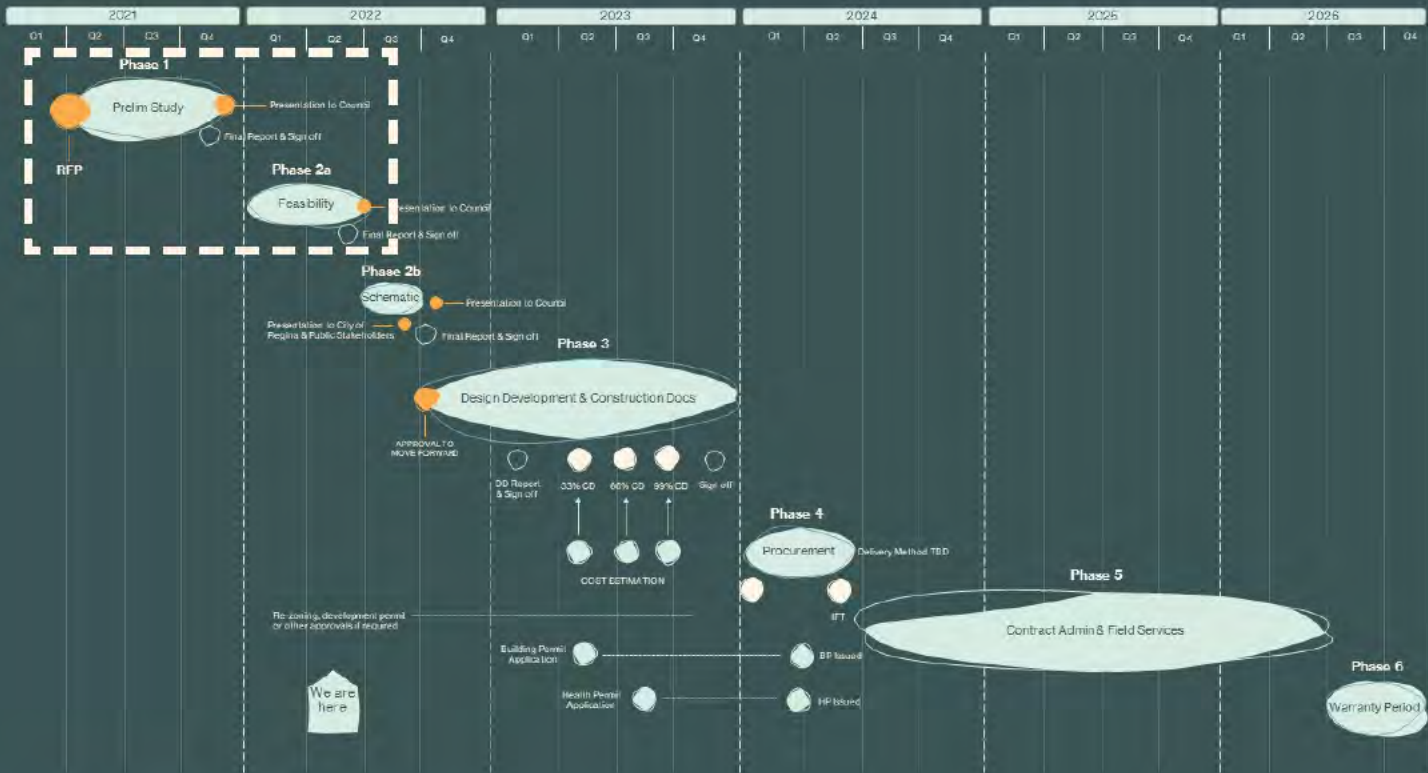 2021
2022
2023
2024
2025
2026
Q1 Q2 Q3 Q4
Q1 Q2 Q3 Q4
Q1 Q2 Q3 Q4
Q1 Q2 Q3 Q4
Q1 Q2 Q3 Q4
Q1 Q2 Q3 Q4
Phase 1
Prelim Study
Presentation to Council
Final Report & Sign off
RFP
Phase 2a
Feasibility
Presentation to Council
Final Report & Sign off
Phase 2b
Schematic
Presentation to Council
Presentation to City of
Regina & Public Stakeholders
Final Report & Sign off
Phase 3
Design Development & Construction Docs
APPROVAL TO
MOVE FORWARD
DD Report
& Sign off
33% CD
66% CD
99% CD
Sign off
COST ESTIMATION
Phase 4
Procurement
Delivery Method TBD
IFT
Phase 5
Contract Admin & Field Services
Re-zoning, development permit
or other approvals if required
Building Permit
Application
BP Issued
Health Permit
Application
HP Issued
We are
here
Phase 6
Warranty Period